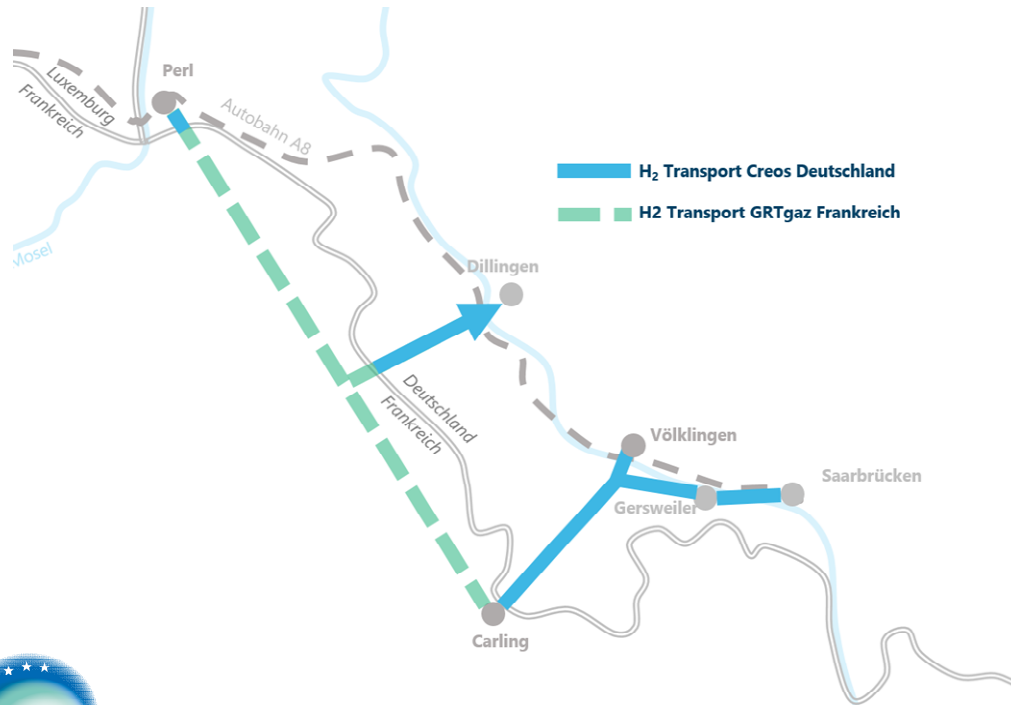 Perl
Luxemburg
Frankreich
Autobahn A8
H₂ Transport Creos Deutschland
H2 Transport GRTgaz Frankreich
Mosel
Dillingen
Deutschland
Frankreich
Völklingen
Saarbrücken
Gersweiler
Carling